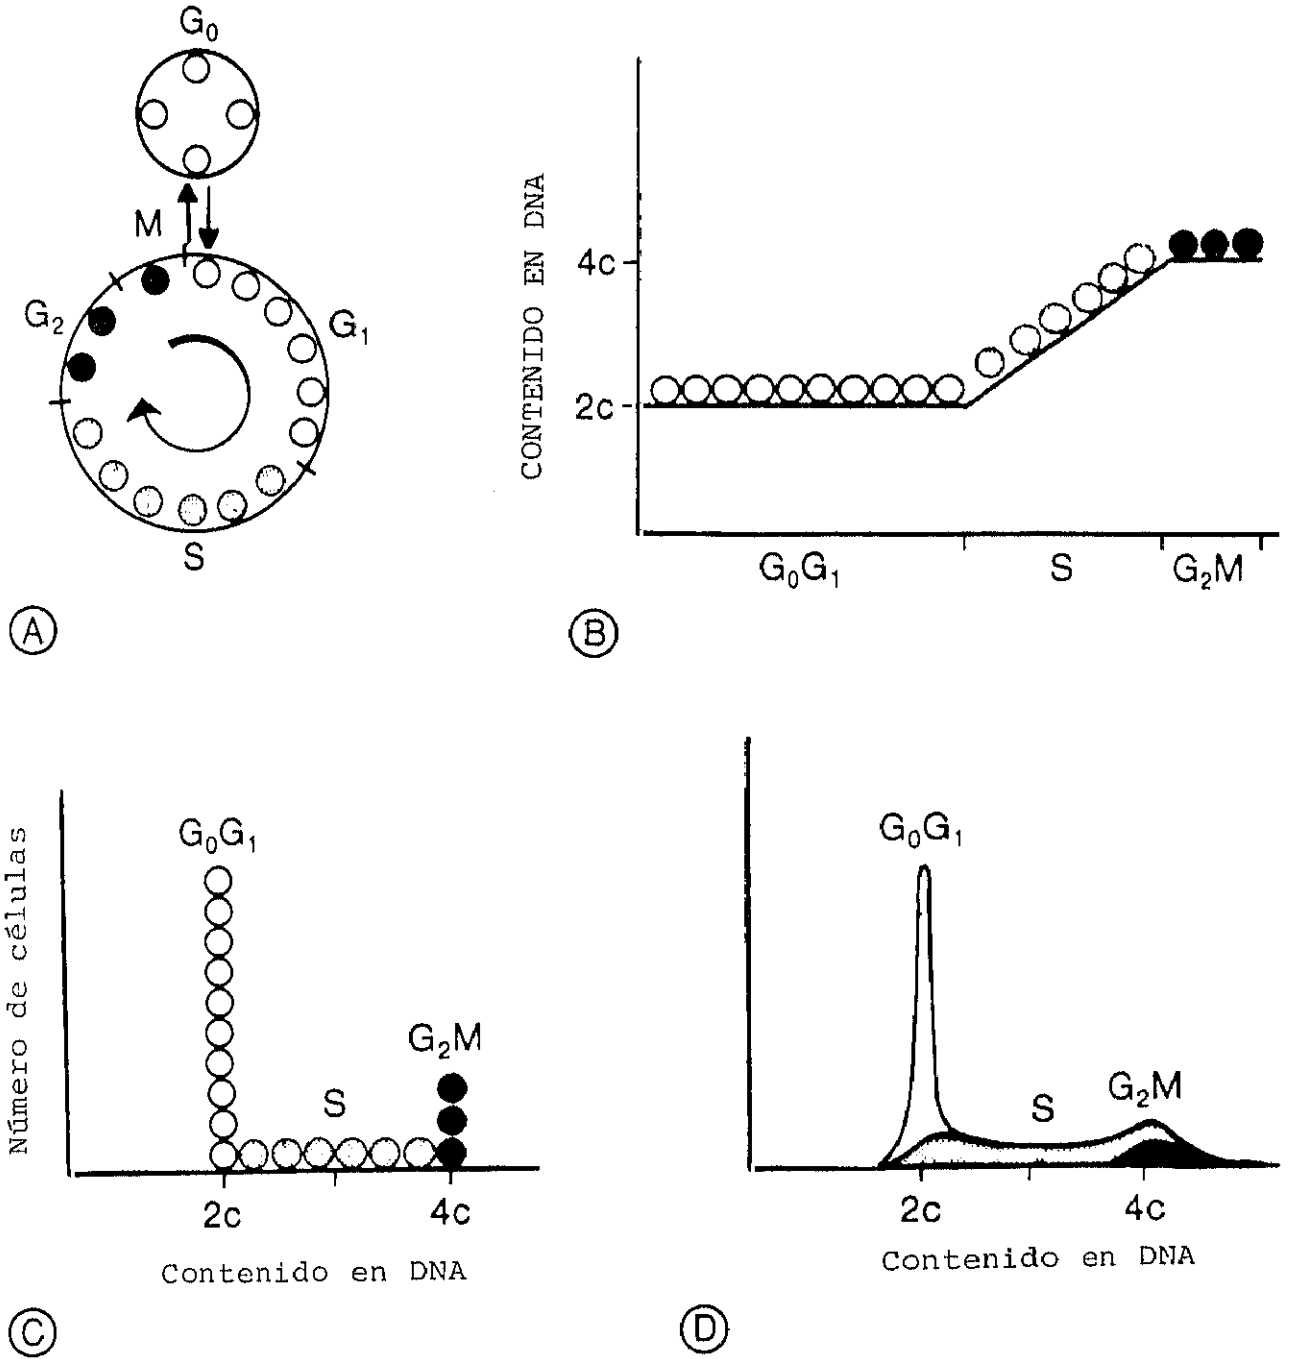 G₀
M
G₂
G₁
S
A
CONTENIDO EN DNA
4c
2c
G₀G₁
S
G₂M
B
Número de células
G₀G₁
S
G₂M
2c
4c
Contenido en DNA
C
G₀G₁
S
G₂M
2c
4c
Contenido en DNA
D